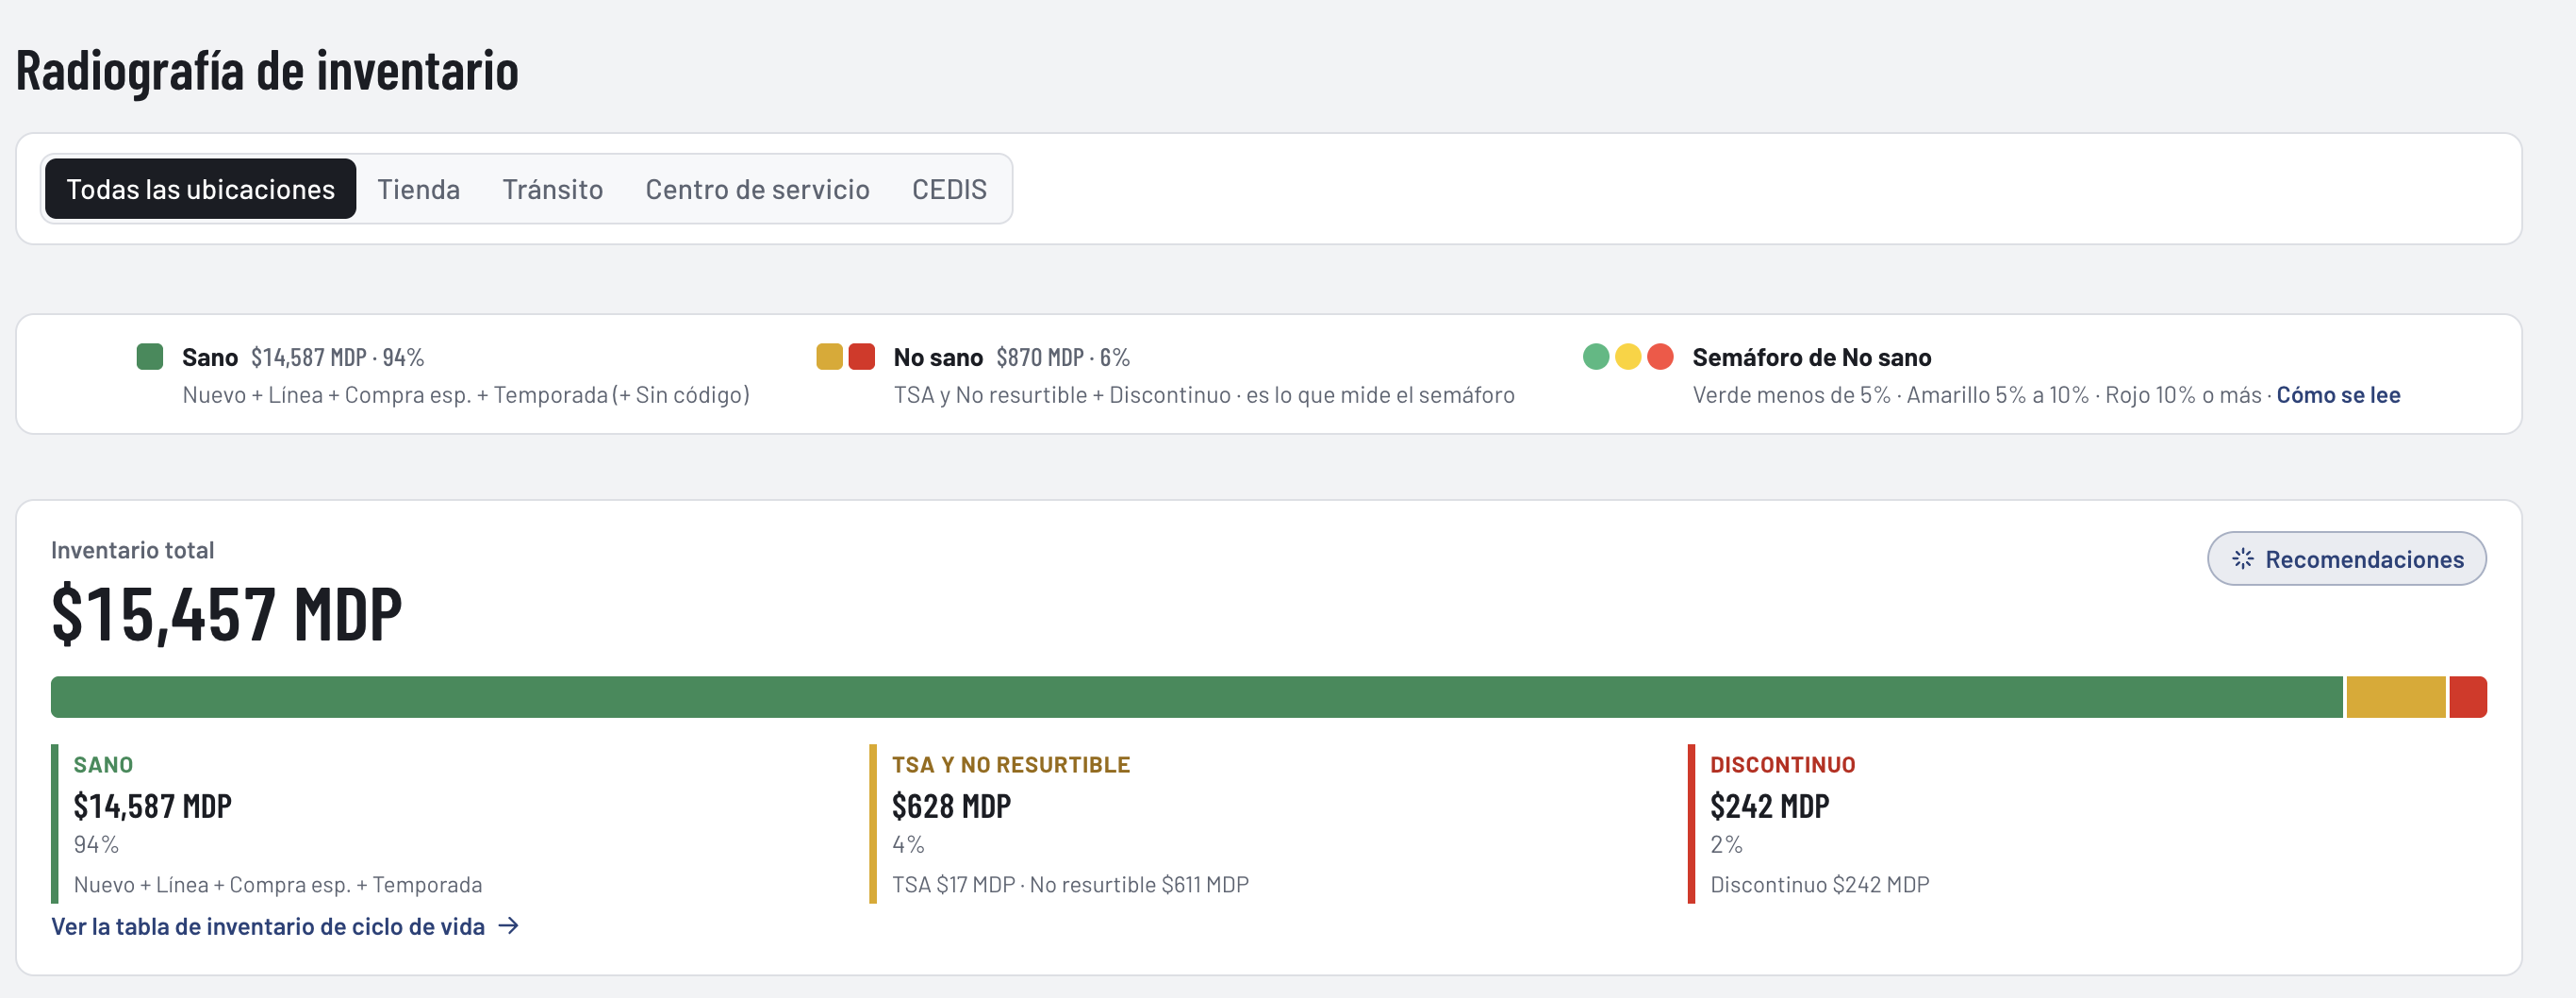 Radiografía de inventario
Todas las ubicaciones Tienda Tránsito Centro de servicio CEDIS
Sano $14,587 MDP · 94%
Nuevo + Línea + Compra esp. + Temporada (+ Sin código)
No sano $870 MDP · 6%
TSA y No resurtible + Discontinuo · es lo que mide el semáforo
Semáforo de No sano
Verde menos de 5% · Amarillo 5% a 10% · Rojo 10% o más · Cómo se lee
Inventario total
Recomendaciones
$15,457 MDP
SANO
$14,587 MDP
94%
Nuevo + Línea + Compra esp. + Temporada
TSA Y NO RESURTIBLE
$628 MDP
4%
TSA $17 MDP · No resurtible $611 MDP
DISCONTINUO
$242 MDP
2%
Discontinuo $242 MDP
Ver la tabla de inventario de ciclo de vida →